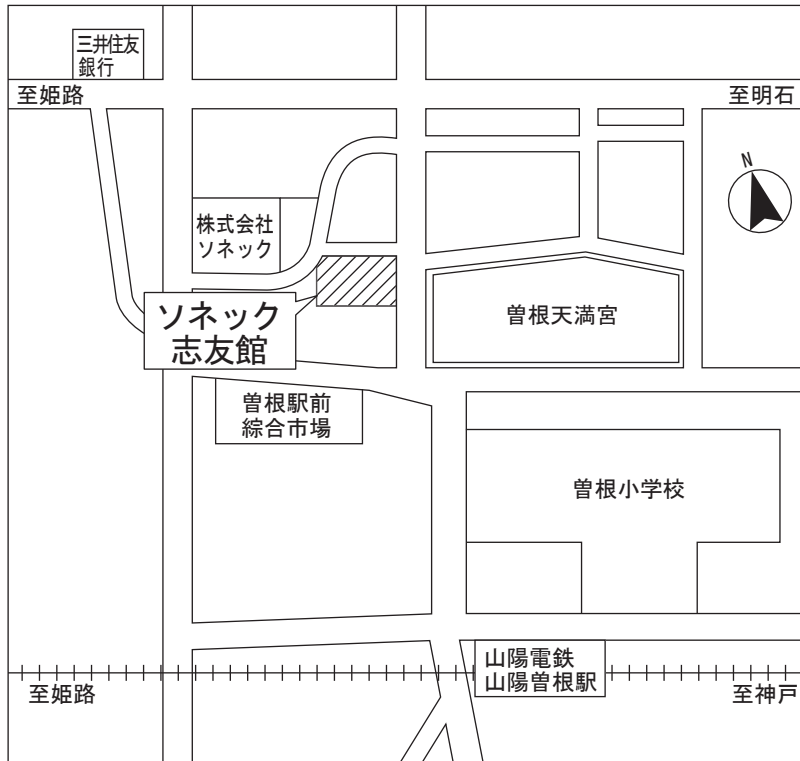 三井住友
銀行
至姫路
至明石
N
株式会社
ソネック
ソネック
志友館
曽根天満宮
曽根駅前
綜合市場
曽根小学校
山陽電鉄
山陽曽根駅
至姫路
至神戸